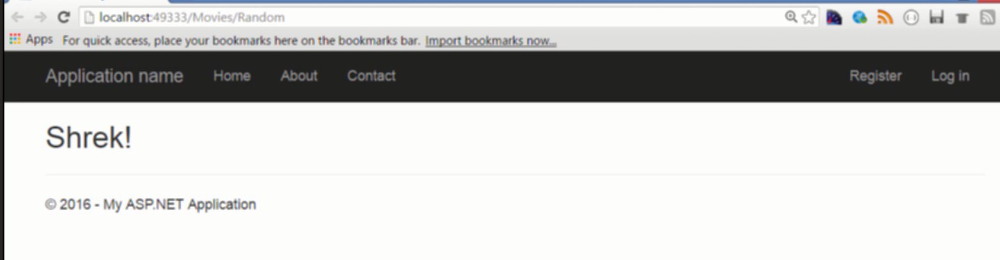 localhost:49333/Movies/Random
Apps For quick access, place your bookmarks here on the bookmarks bar. Import bookmarks now...
Application name Home About Contact Register Log in
Shrek!
© 2016 - My ASP.NET Application